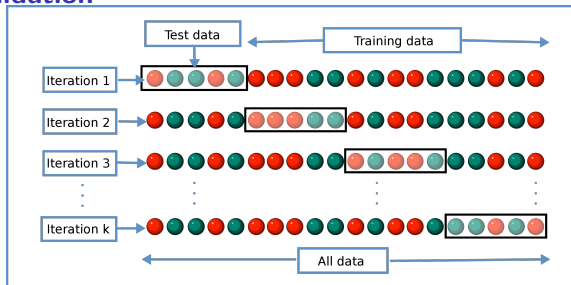 Test data
Training data
Iteration 1
Iteration 2
Iteration 3
Iteration k
All data